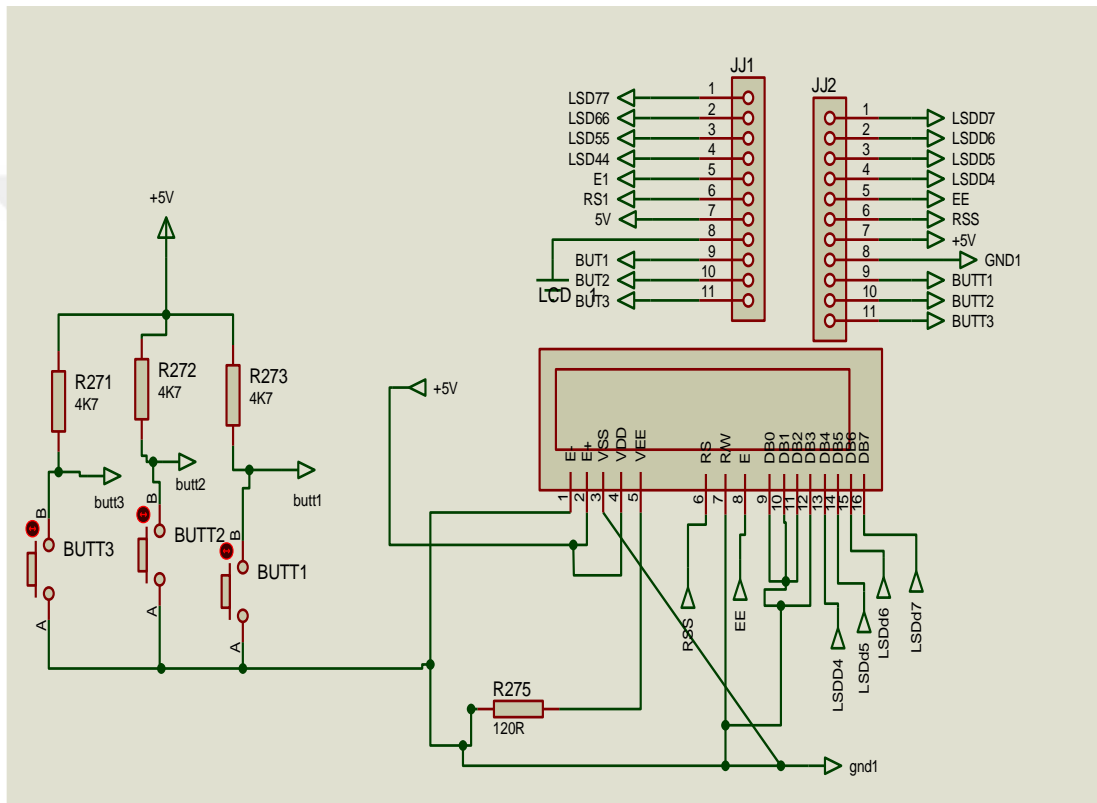 JJ1
1 LSD77
2 LSD66
3 LSD55
4 LSD44
5 E1
6 RS1
7 5V
8
9 BUT1
10 BUT2
11 BUT3
LCD 1
JJ2
1 LSDD7
2 LSDD6
3 LSDD5
4 LSDD4
5 EE
6 RSS
7 +5V
8 GND1
9 BUTT1
10 BUTT2
11 BUTT3
+5V
R271
4K7
R272
4K7
R273
4K7
butt3
butt2
butt1
B
B
B
BUTT3
BUTT2
BUTT1
A
A
A
+5V
E- E+ VSS VDD VEE RS RW E DB0 DB1 DB2 DB3 DB4 DB5 DB6 DB7
1 2 3 4 5 6 7 8 9 10 11 12 13 14 15 16
RSS
EE
LSDD4
LSDd5
LSDd6
LSDd7
R275
120R
gnd1